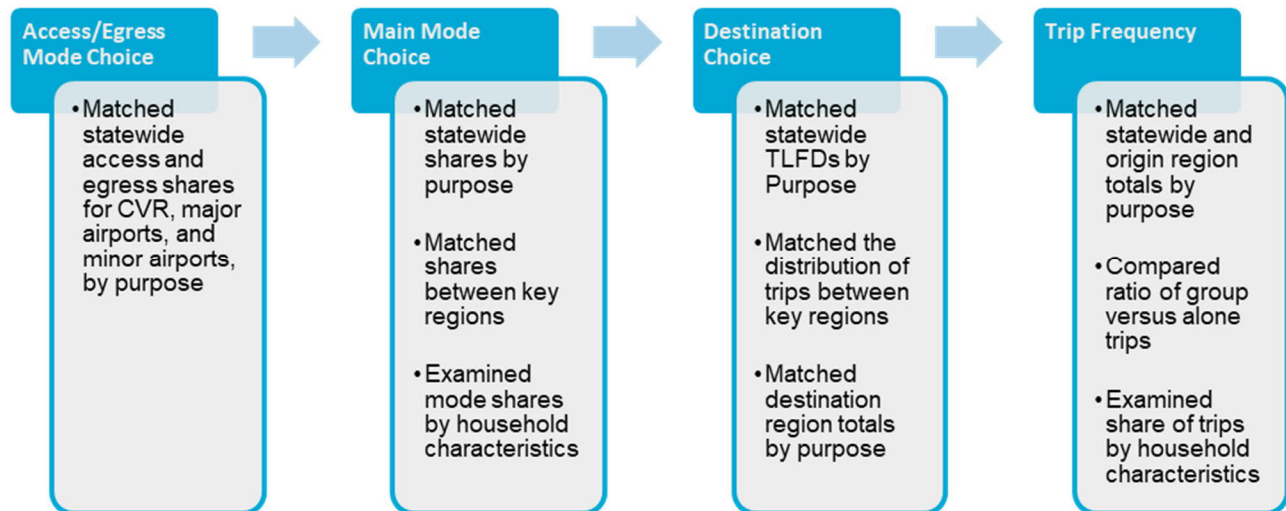 Access/Egress
Mode Choice
•Matched
statewide
access and
egress shares
for CVR, major
airports, and
minor airports,
by purpose
Main Mode
Choice
•Matched
statewide
shares by
purpose
•Matched
shares
between key
regions
•Examined
mode shares
by household
characteristics
Destination
Choice
•Matched
statewide
TLFDs by
Purpose
•Matched the
distribution of
trips between
key regions
•Matched
destination
region totals
by purpose
Trip Frequency
•Matched
statewide and
origin region
totals by
purpose
•Compared
ratio of group
versus alone
trips
•Examined
share of trips
by household
characteristics